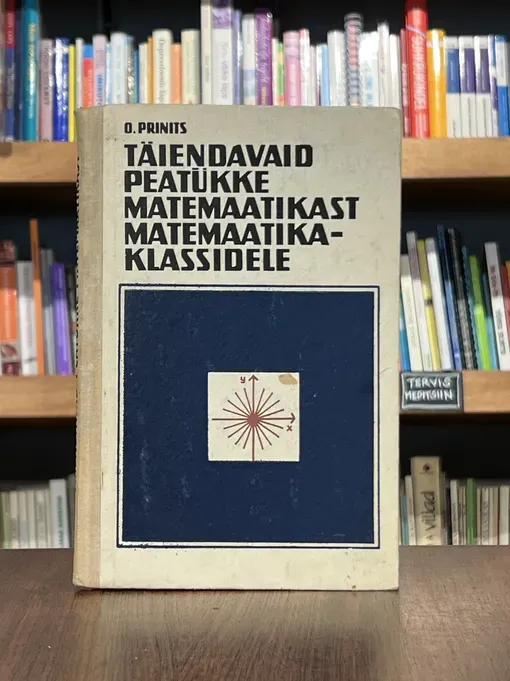 O. PRINITS
TÄIENDAVAID
PEATÜKKE
MATEMAATIKAST
MATEMAATIKA-
KLASSIDELE
y
x
TERVIS
MEDITSIIN